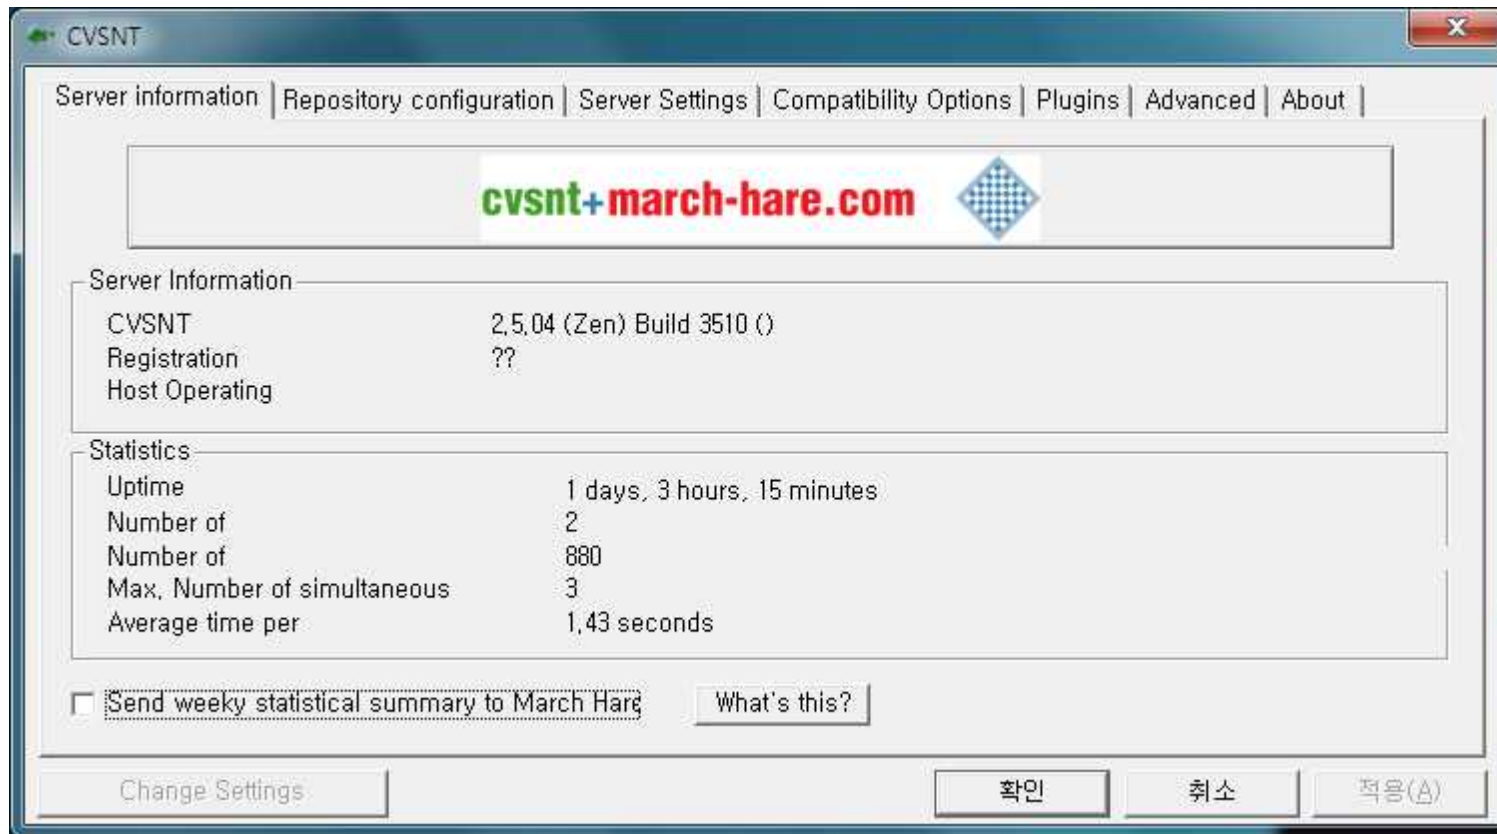 CVSNT
Server information Repository configuration Server Settings Compatibility Options Plugins Advanced About
cvsnt+march-hare.com
Server Information
CVSNT 2,5,04 (Zen) Build 3510 ()
Registration ??
Host Operating
Statistics
Uptime 1 days, 3 hours, 15 minutes
Number of 2
Number of 880
Max, Number of simultaneous 3
Average time per 1,43 seconds
Send weeky statistical summary to March Hare What's this?
Change Settings 확인 취소 적용(A)